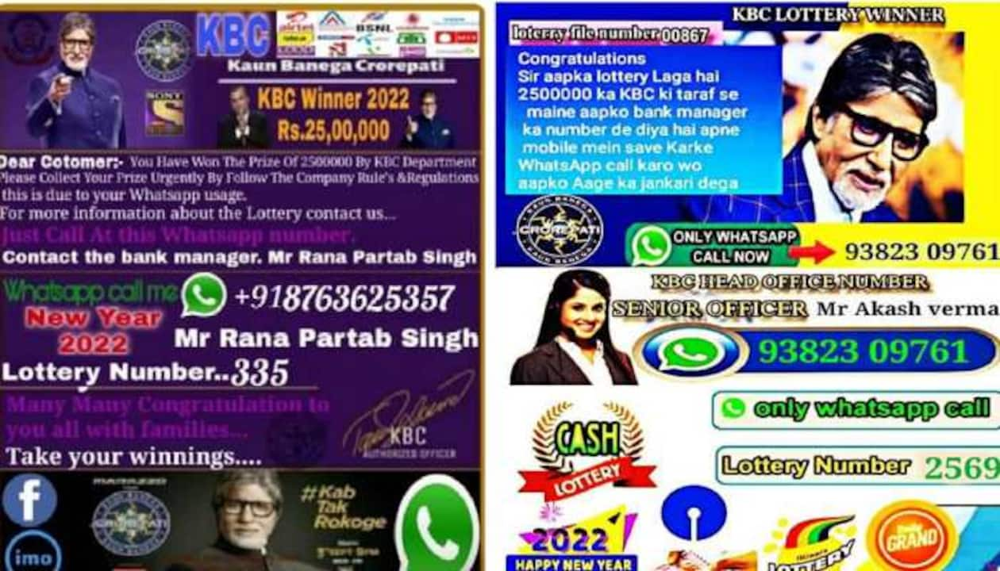 KBC
airtel
BSNL
Kaun Banega Crorepati
SONY
KBC Winner 2022
Rs.25,00,000
Dear Cotomer:- You Have Won The Prize Of 2500000 By KBC Department
Please Collect Your Prize Urgently By Follow The Company Rule's &Regulations
this is due to your Whatsapp usage.
For more information about the Lottery contact us...
Just Call At this Whatsapp number.
Contact the bank manager. Mr Rana Partab Singh
Whatsapp call me +918763625357
New Year
2022
Mr Rana Partab Singh
Lottery Number..335
Many Many Congratulation to
you all with families...
Take your winnings....
KBC
AUTHORIZED OFFICER
#Kab
Tak
Rokoge
imo
KBC LOTTERY WINNER
loterry file number 00867
Congratulations
Sir aapka lottery Laga hai
2500000 ka KBC ki taraf se
maine aapko bank manager
ka number de diya hai apne
mobile mein save Karke
WhatsApp call karo wo
aapko Aage ka jankari dega
KAUN BANEGA
CROREPATI
KAUN BANEGA
ONLY WHATSAPP
CALL NOW
93823 09761
KBC HEAD OFFICE NUMBER
SENIOR OFFICER Mr Akash verma
93823 09761
only whatsapp call
CASH
LOTTERY
Lottery Number 2569
2022
HAPPY NEW YEAR
LOTTERY
GRAND